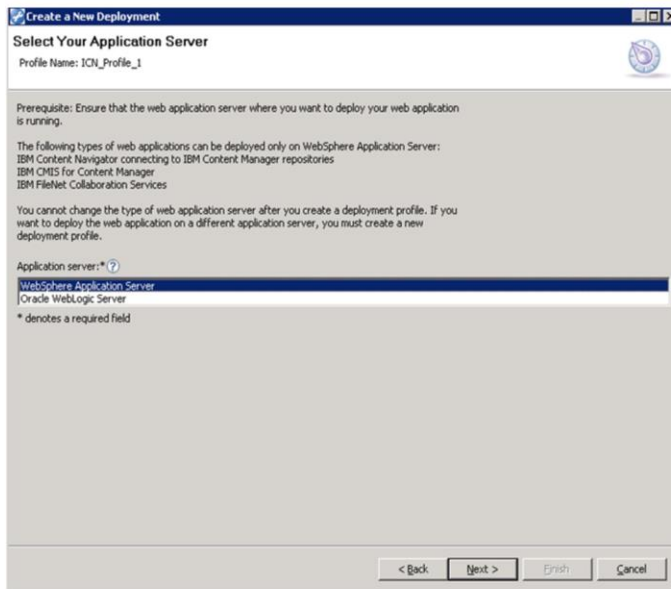 Create a New Deployment
Select Your Application Server
Profile Name: ICN_Profile_1
Prerequisite: Ensure that the web application server where you want to deploy your web application
is running.
The following types of web applications can be deployed only on WebSphere Application Server:
IBM Content Navigator connecting to IBM Content Manager repositories
IBM CMIS for Content Manager
IBM FileNet Collaboration Services
You cannot change the type of web application server after you create a deployment profile. If you
want to deploy the web application on a different application server, you must create a new
deployment profile.
Application server:* ?
WebSphere Application Server
Oracle WebLogic Server
* denotes a required field
< Back Next > Finish Cancel